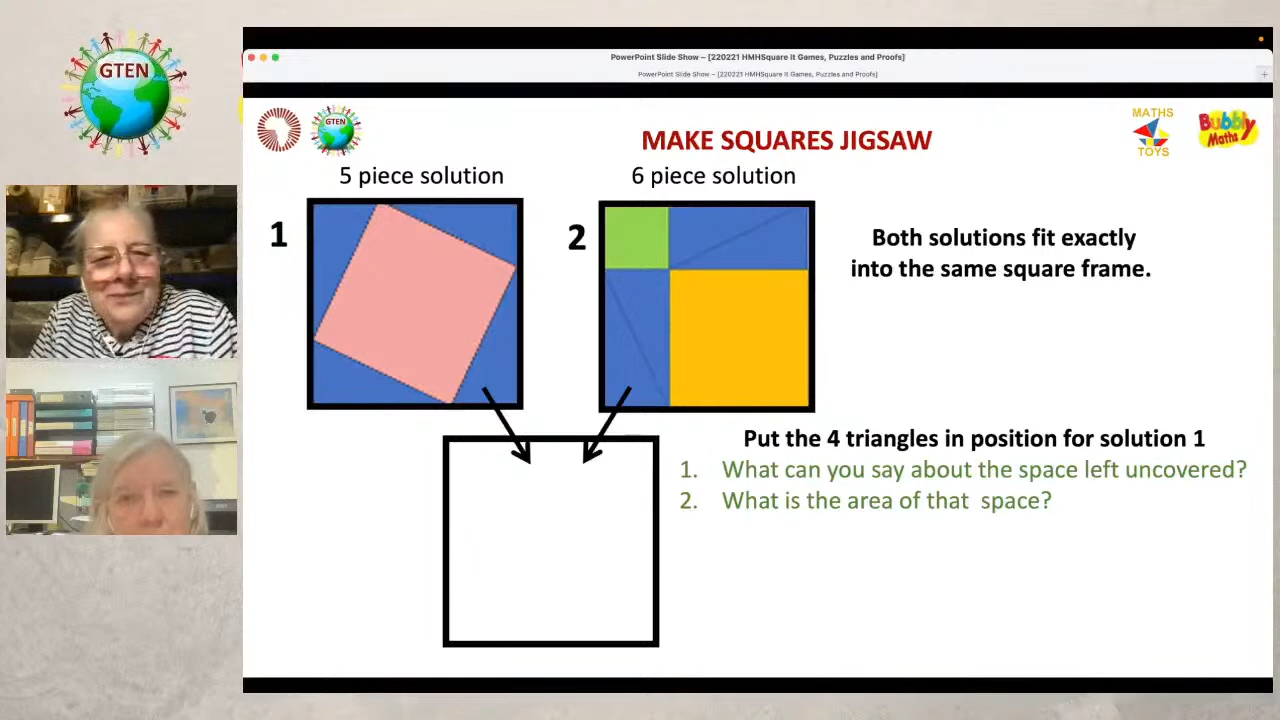 GTEN
PowerPoint Slide Show – [220221 HMHSquare It Games, Puzzles and Proofs]
PowerPoint Slide Show – [220221 HMHSquare It Games, Puzzles and Proofs]
GTEN
MATHS
TOYS
Bubbly
Maths
MAKE SQUARES JIGSAW
5 piece solution
6 piece solution
1
2
Both solutions fit exactly
into the same square frame.
Put the 4 triangles in position for solution 1
1. What can you say about the space left uncovered?
2. What is the area of that space?